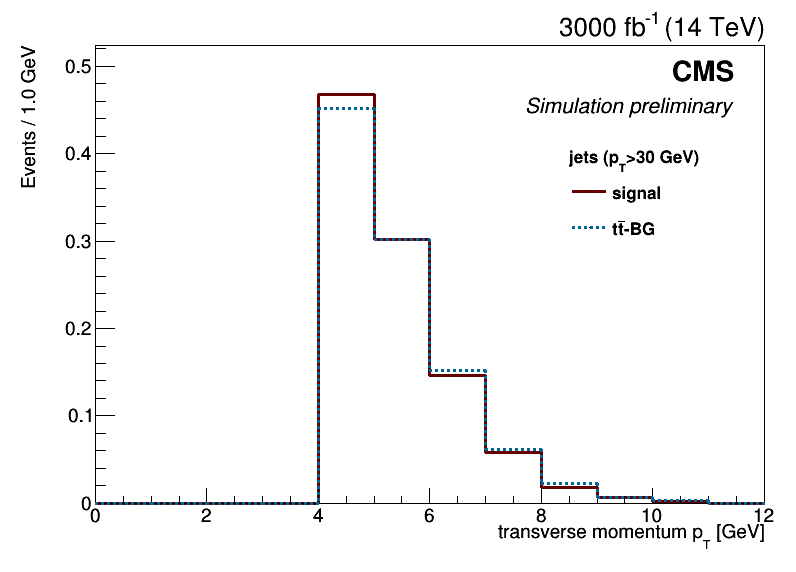 3000 fb-1 (14 TeV)
Events / 1.0 GeV
CMS
Simulation preliminary
jets (pT>30 GeV)
signal
tt̄-BG
0.5
0.4
0.3
0.2
0.1
0
0 2 4 6 8 10 12
transverse momentum pT [GeV]